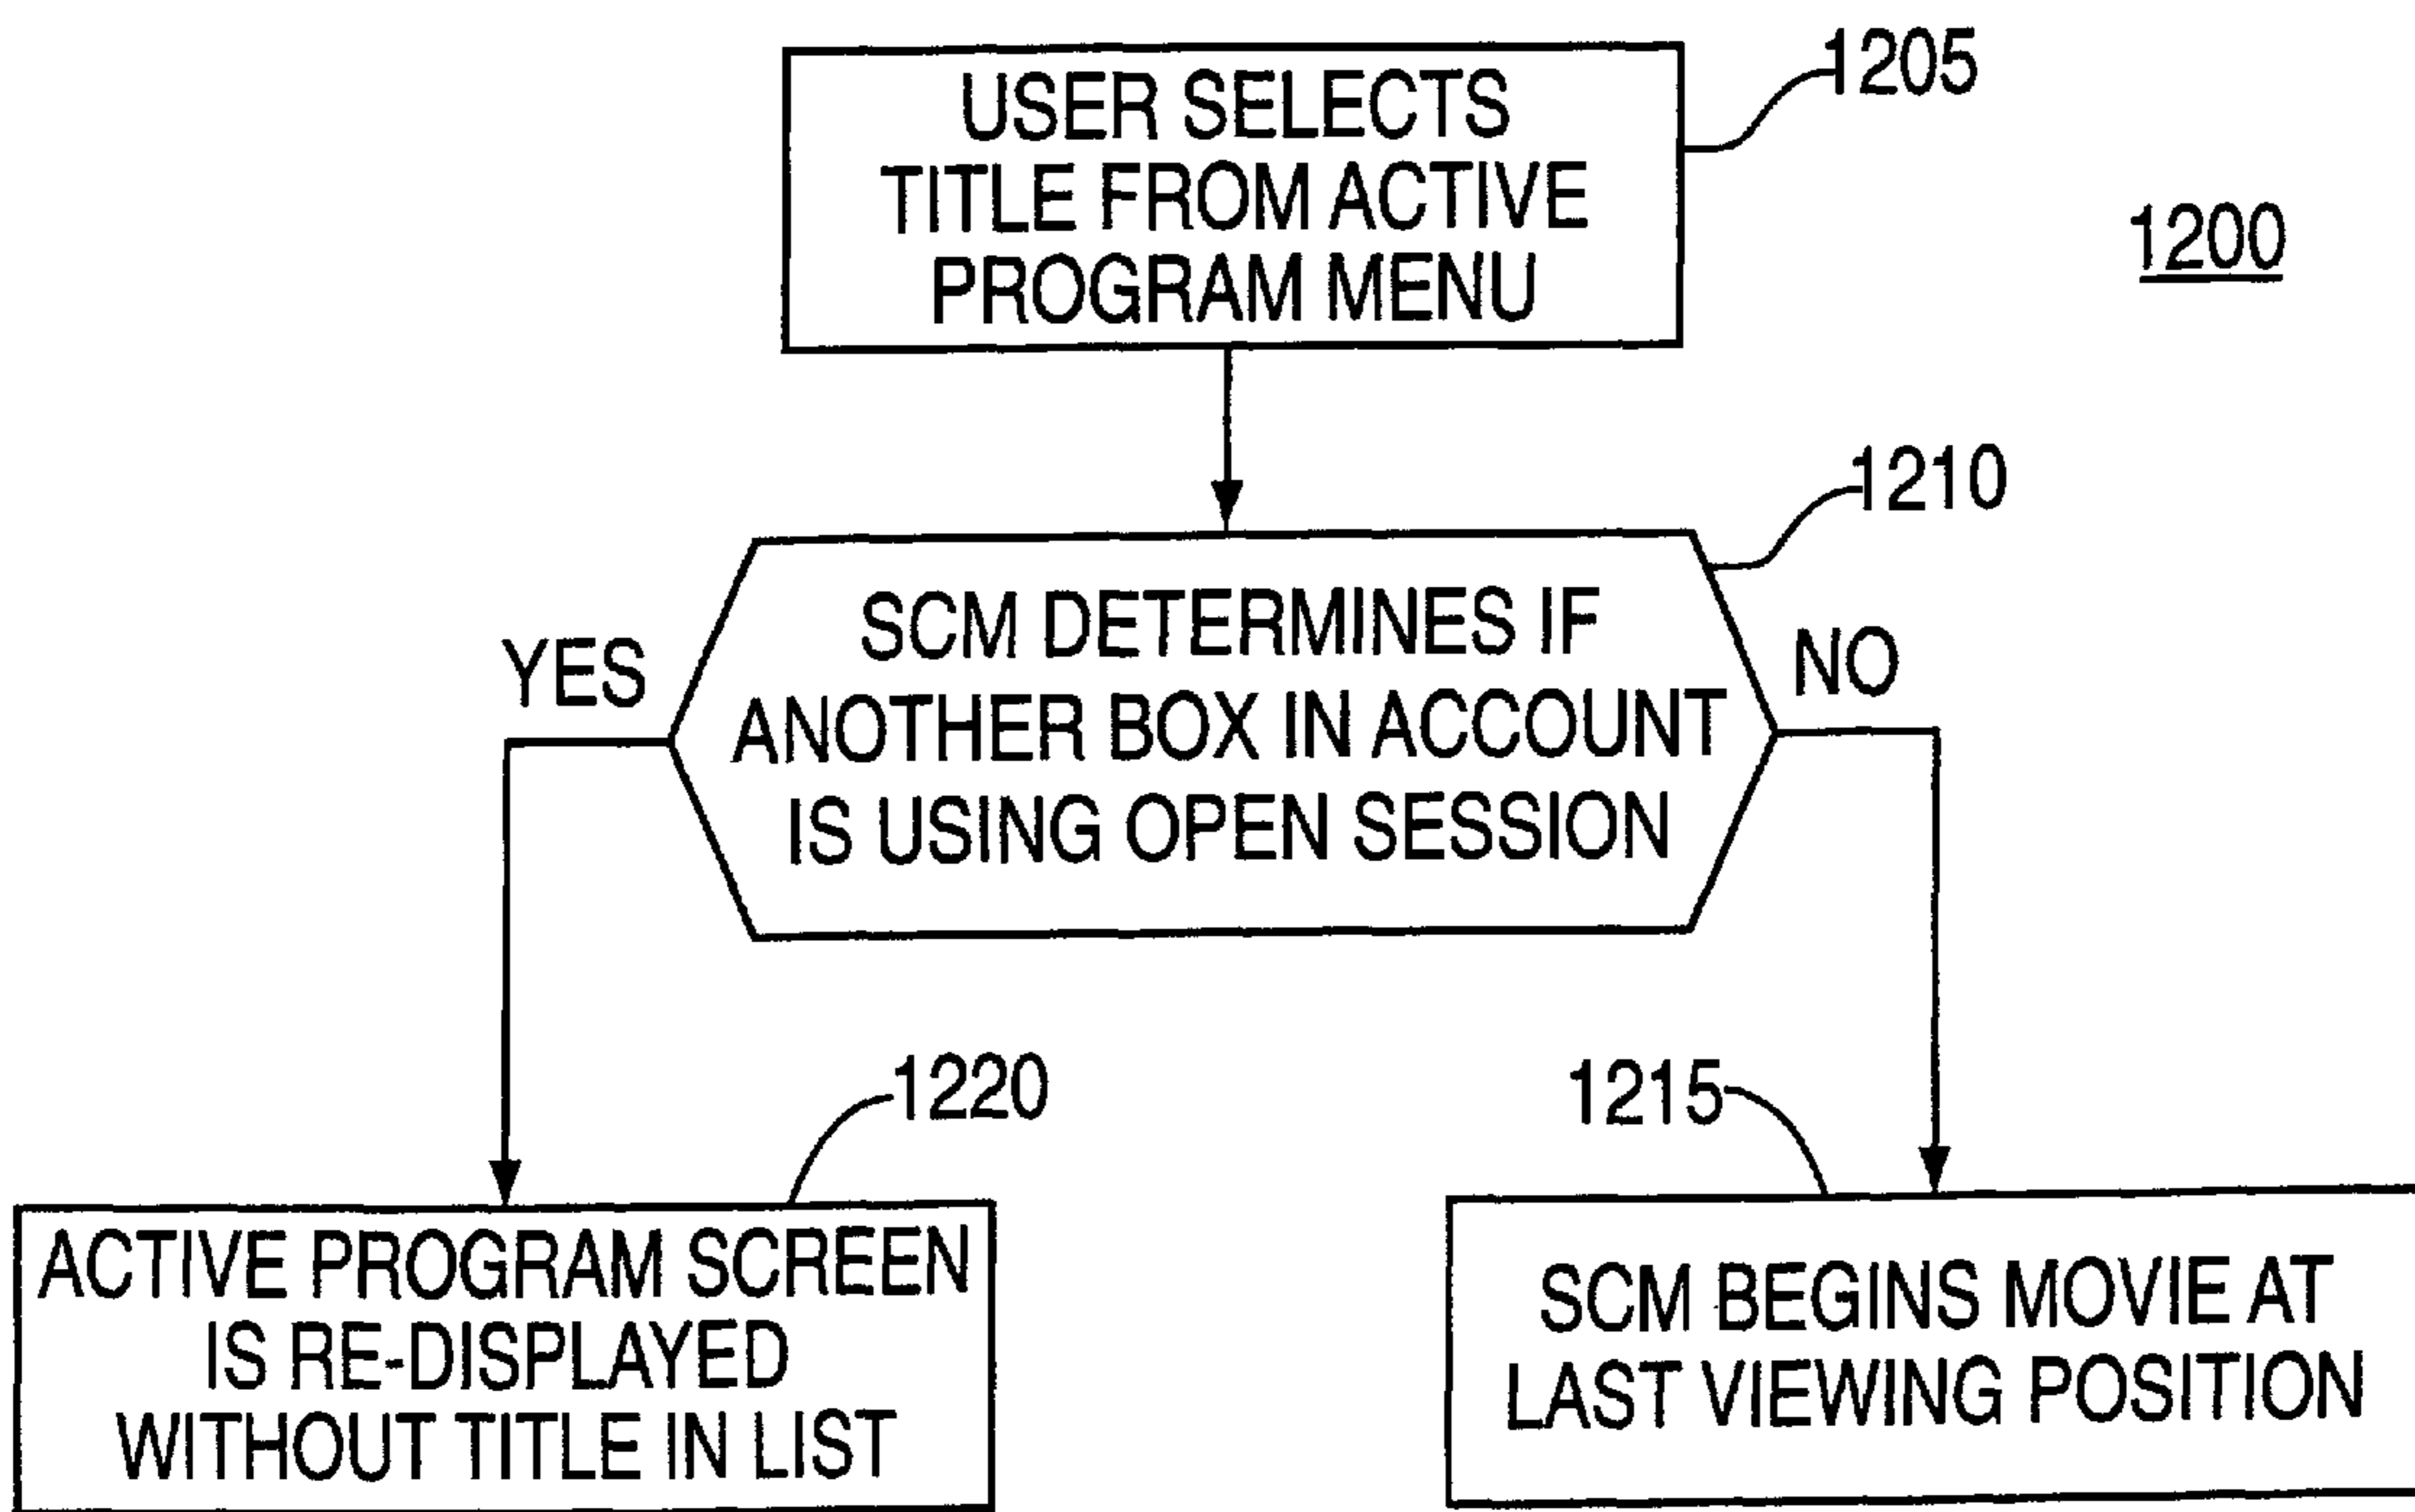 USER SELECTS
TITLE FROM ACTIVE
PROGRAM MENU
1205
1200
1210
SCM DETERMINES IF
ANOTHER BOX IN ACCOUNT
IS USING OPEN SESSION
YES
NO
1220
1215
ACTIVE PROGRAM SCREEN
IS RE-DISPLAYED
WITHOUT TITLE IN LIST
SCM BEGINS MOVIE AT
LAST VIEWING POSITION